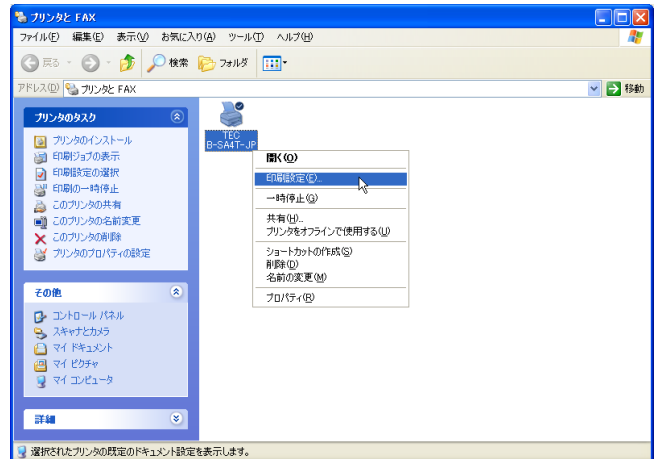 プリンタと FAX
ファイル(F) 編集(E) 表示(V) お気に入り(A) ツール(T) ヘルプ(H)
戻る 検索 フォルダ
アドレス(D) プリンタと FAX 移動
プリンタのタスク
プリンタのインストール
印刷ジョブの表示
印刷設定の選択
印刷の一時停止
このプリンタの共有
このプリンタの名前変更
このプリンタの削除
プリンタのプロパティの設定
その他
コントロール パネル
スキャナとカメラ
マイ ドキュメント
マイ ピクチャ
マイ コンピュータ
詳細
TEC
B-SA4T-JP
開く(O)
印刷設定(E)...
一時停止(G)
共有(H)...
プリンタをオフラインで使用する(U)
ショートカットの作成(S)
削除(D)
名前の変更(M)
プロパティ(R)
選択されたプリンタの既定のドキュメント設定を表示します。